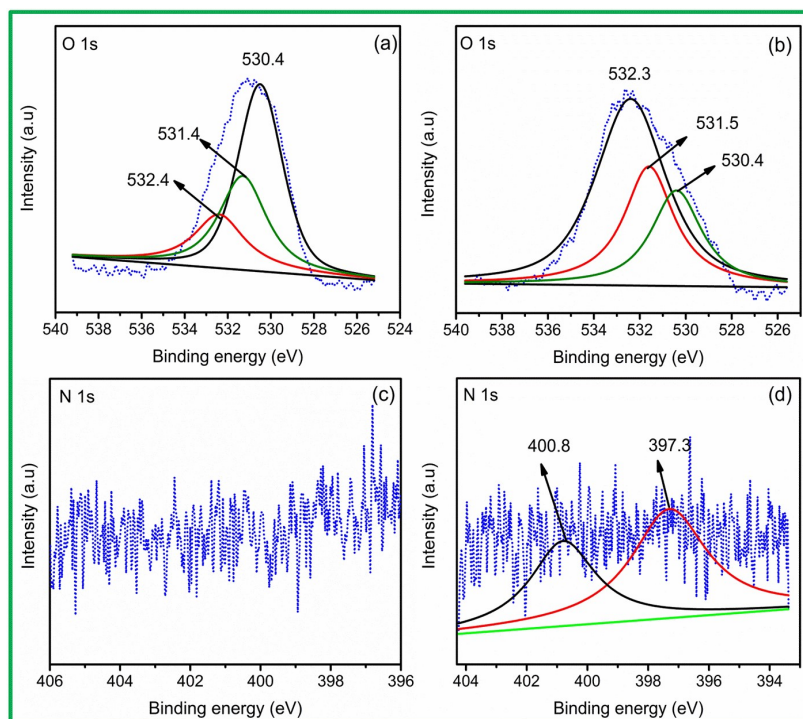 O 1s
(a)
530.4
531.4
532.4
Intensity (a.u)
540 538 536 534 532 530 528 526 524
Binding energy (eV)
O 1s
(b)
532.3
531.5
530.4
Intensity (a.u)
540 538 536 534 532 530 528 526
Binding energy (eV)
N 1s
(c)
Intensity (a.u)
406 404 402 400 398 396
Binding energy (eV)
N 1s
(d)
400.8
397.3
Intensity (a.u)
404 402 400 398 396 394
Binding energy (eV)